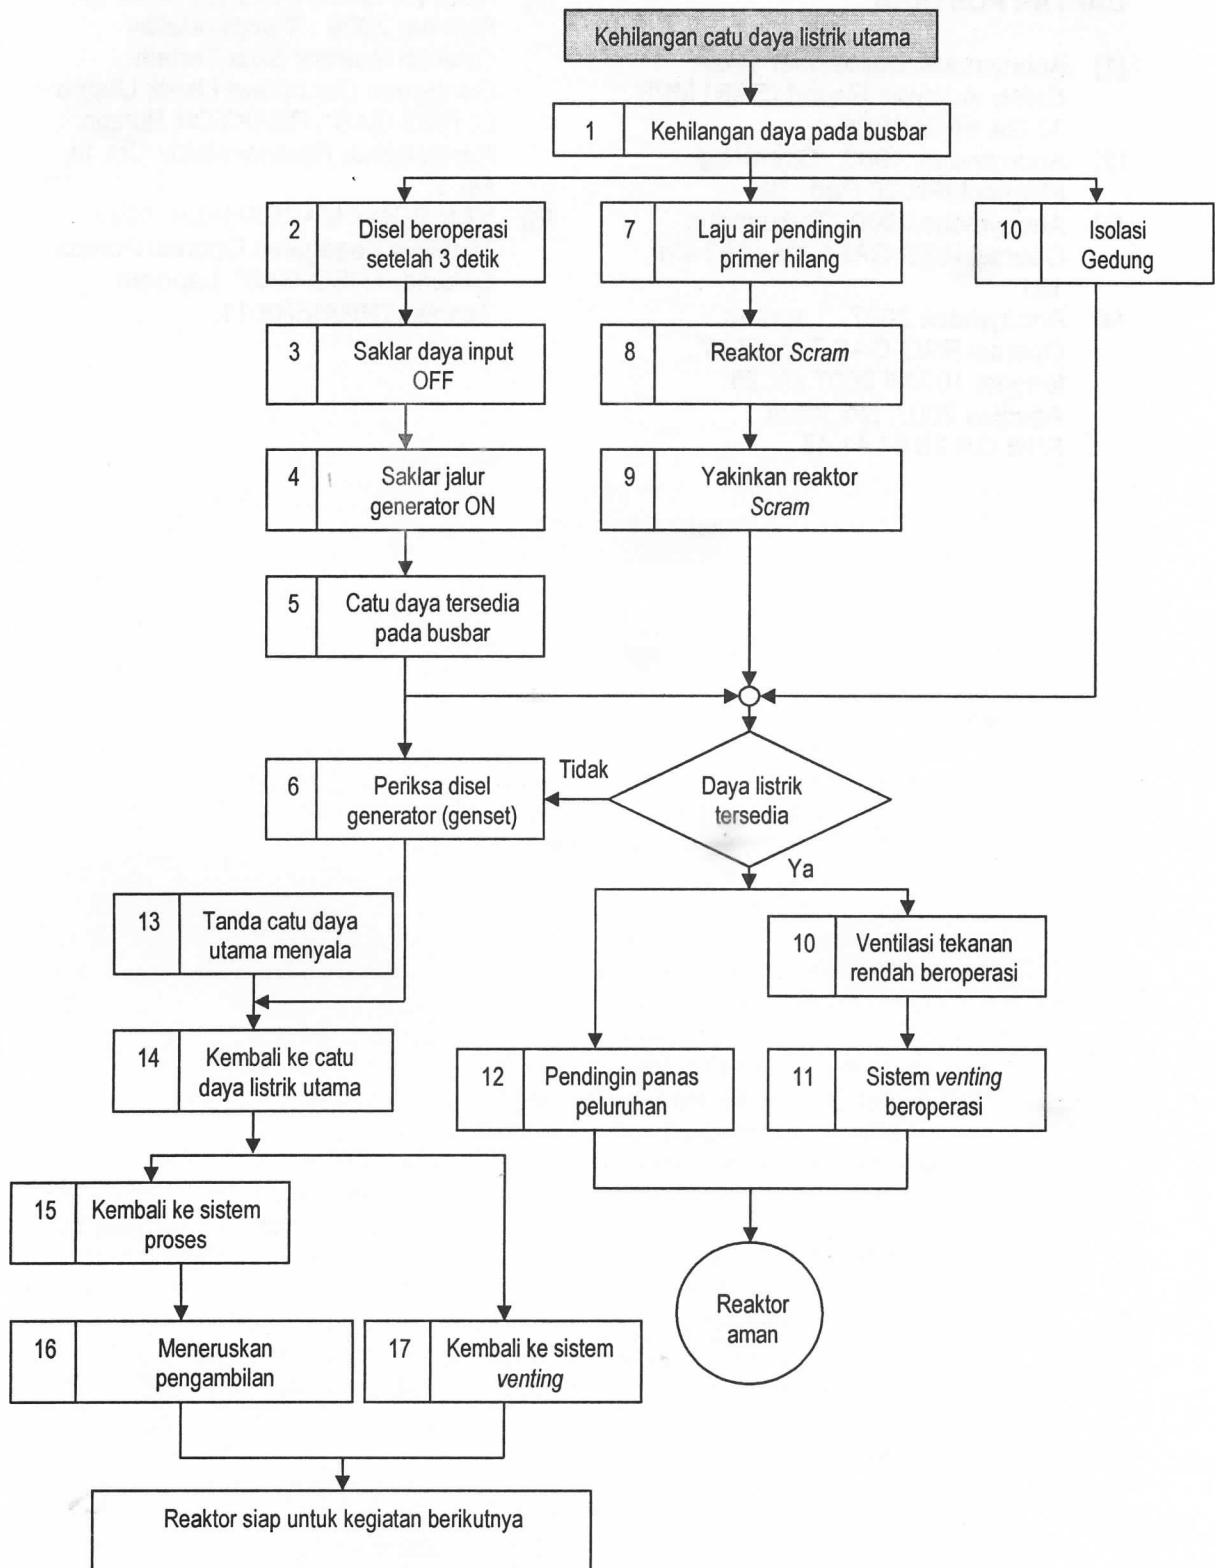 Kehilangan catu daya listrik utama
1 Kehilangan daya pada busbar
2 Disel beroperasi
setelah 3 detik
7 Laju air pendingin
primer hilang
10 Isolasi
Gedung
3 Saklar daya input
OFF
8 Reaktor Scram
4 Saklar jalur
generator ON
9 Yakinkan reaktor
Scram
5 Catu daya tersedia
pada busbar
6 Periksa disel
generator (genset)
Tidak
Daya listrik
tersedia
Ya
13 Tanda catu daya
utama menyala
10 Ventilasi tekanan
rendah beroperasi
14 Kembali ke catu
daya listrik utama
12 Pendingin panas
peluruhan
11 Sistem venting
beroperasi
15 Kembali ke sistem
proses
16 Meneruskan
pengambilan
17 Kembali ke sistem
venting
Reaktor
aman
Reaktor siap untuk kegiatan berikutnya